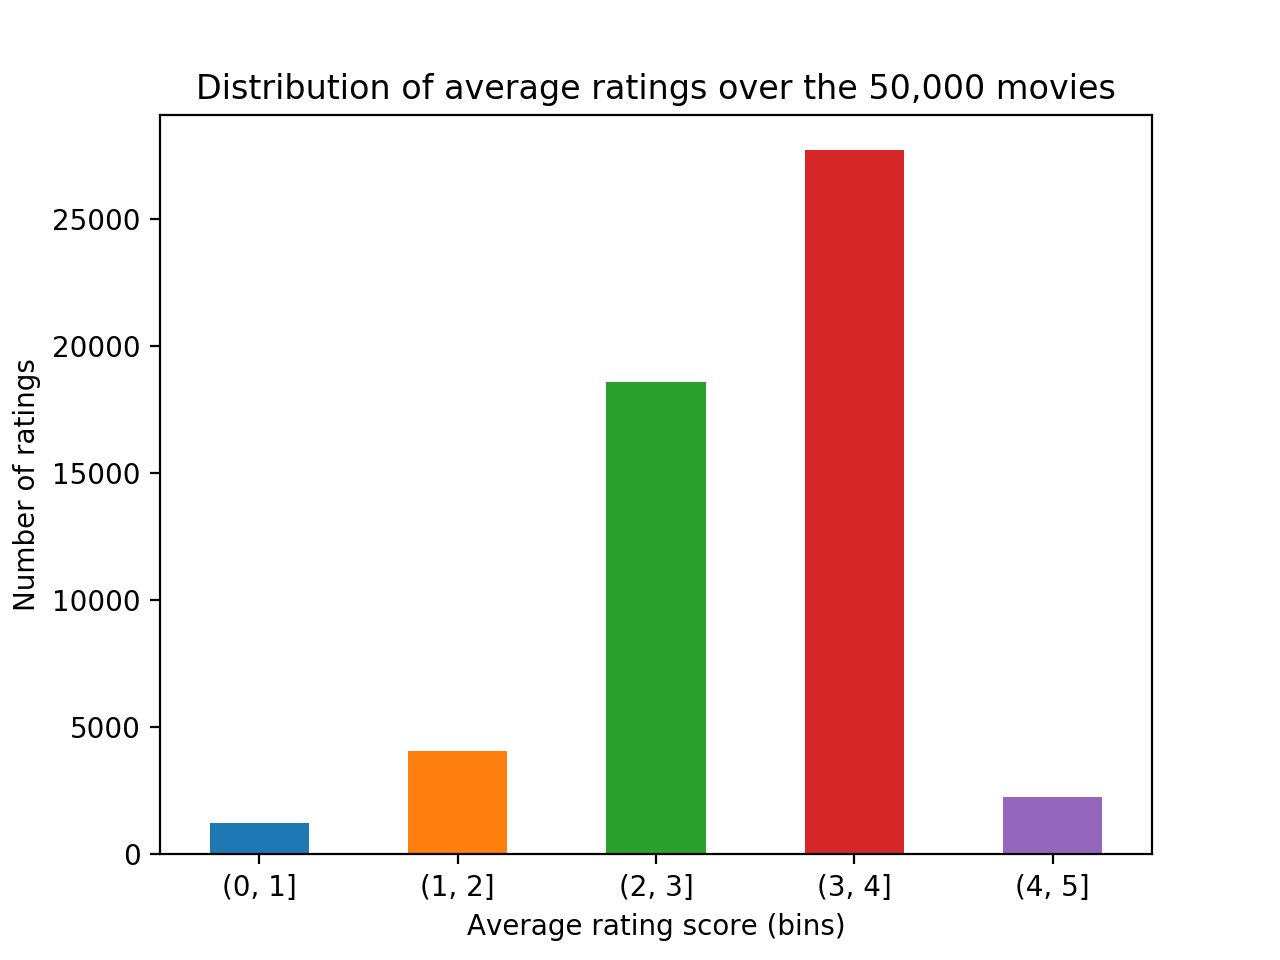 Distribution of average ratings over the 50,000 movies
25000
20000
15000
10000
5000
0
Number of ratings
(0, 1] (1, 2] (2, 3] (3, 4] (4, 5]
Average rating score (bins)